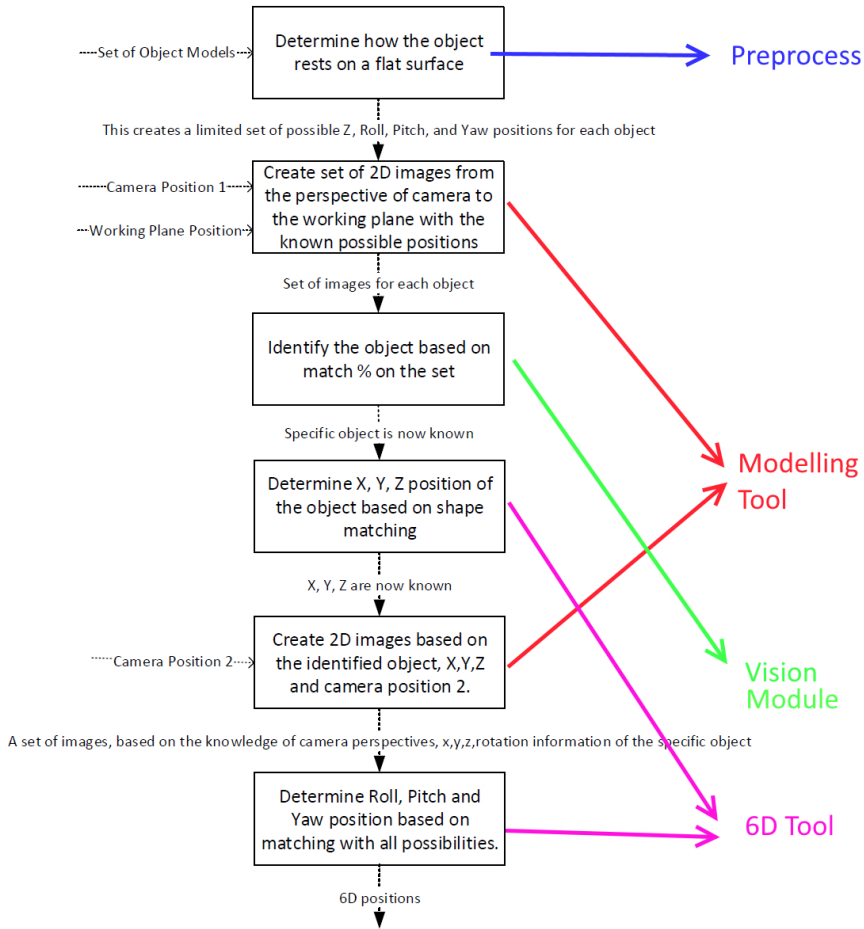 Set of Object Models
Determine how the object
rests on a flat surface
Preprocess
This creates a limited set of possible Z, Roll, Pitch, and Yaw positions for each object
Camera Position 1
Working Plane Position
Create set of 2D images from
the perspective of camera to
the working plane with the
known possible positions
Set of images for each object
Identify the object based on
match % on the set
Specific object is now known
Modelling
Tool
Determine X, Y, Z position of
the object based on shape
matching
X, Y, Z are now known
Camera Position 2
Create 2D images based on
the identified object, X,Y,Z
and camera position 2.
Vision
Module
A set of images, based on the knowledge of camera perspectives, x,y,z,rotation information of the specific object
Determine Roll, Pitch and
Yaw position based on
matching with all possibilities.
6D Tool
6D positions